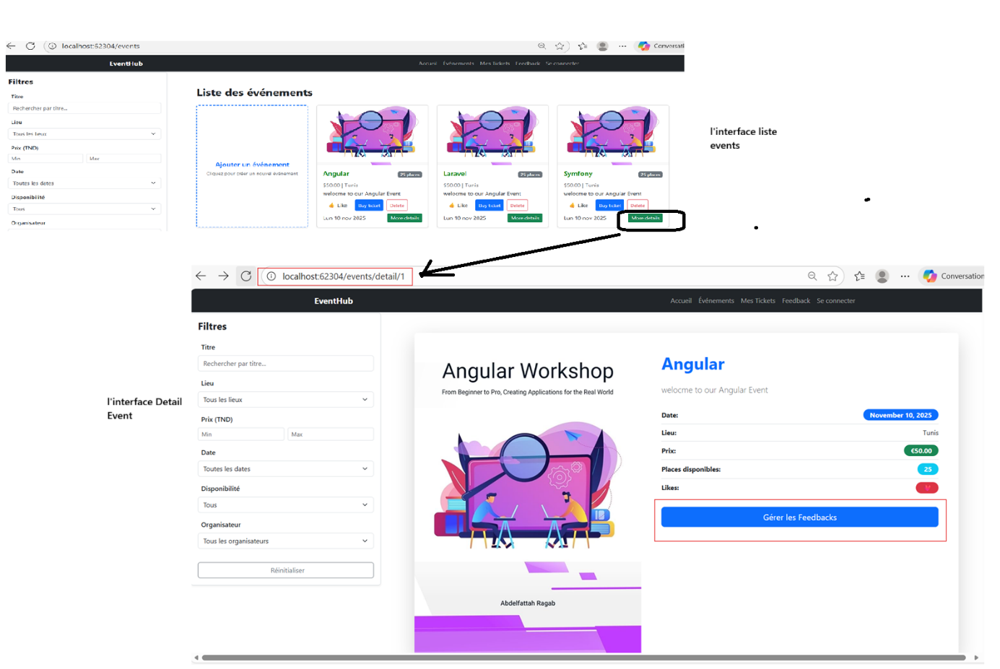 localhost:62304/events
Conversati
EventHub
Accueil Événements Mes Tickets Feedback Se connecter
Filtres
Titre
Rechercher par titre...
Lieu
Tous les lieux
Prix (TND)
Min Max
Date
Toutes les dates
Disponibilité
Tous
Organisateur
Liste des événements
Ajouter un événement
Cliquez pour créer un nouvel événement
Angular 25 places
$50.00 | Tunis
welocme to our Angular Event
👍 Like Buy ticket Delete
Lun 10 nov 2025 More details
Laravel 25 places
$50.00 | Tunis
welocme to our Angular Event
👍 Like Buy ticket Delete
Lun 10 nov 2025 More details
Symfony 25 places
$50.00 | Tunis
welocme to our Angular Event
👍 Like Buy ticket Delete
Lun 10 nov 2025 More details
l'interface liste
events
localhost:62304/events/detail/1
Conversation
EventHub
Accueil Événements Mes Tickets Feedback Se connecter
l'interface Detail
Event
Filtres
Titre
Rechercher par titre...
Lieu
Tous les lieux
Prix (TND)
Min Max
Date
Toutes les dates
Disponibilité
Tous
Organisateur
Tous les organisateurs
Réinitialiser
Angular Workshop
From Beginner to Pro, Creating Applications for the Real World
Abdelfattah Ragab
Angular
welocme to our Angular Event
Date: November 10, 2025
Lieu: Tunis
Prix: €50.00
Places disponibles: 25
Likes:
Gérer les Feedbacks